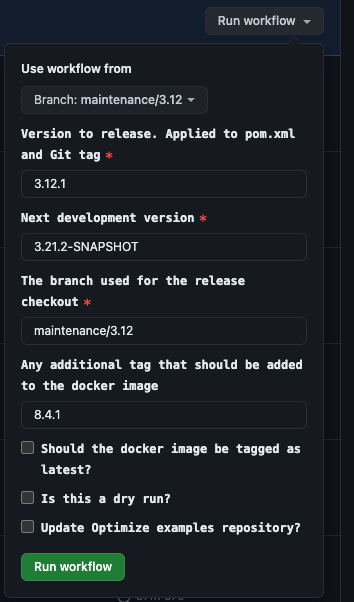 Run workflow
Use workflow from
Branch: maintenance/3.12
Version to release. Applied to pom.xml
and Git tag *
3.12.1
Next development version *
3.21.2-SNAPSHOT
The branch used for the release
checkout *
maintenance/3.12
Any additional tag that should be added
to the docker image
8.4.1
Should the docker image be tagged as
latest?
Is this a dry run?
Update Optimize examples repository?
Run workflow